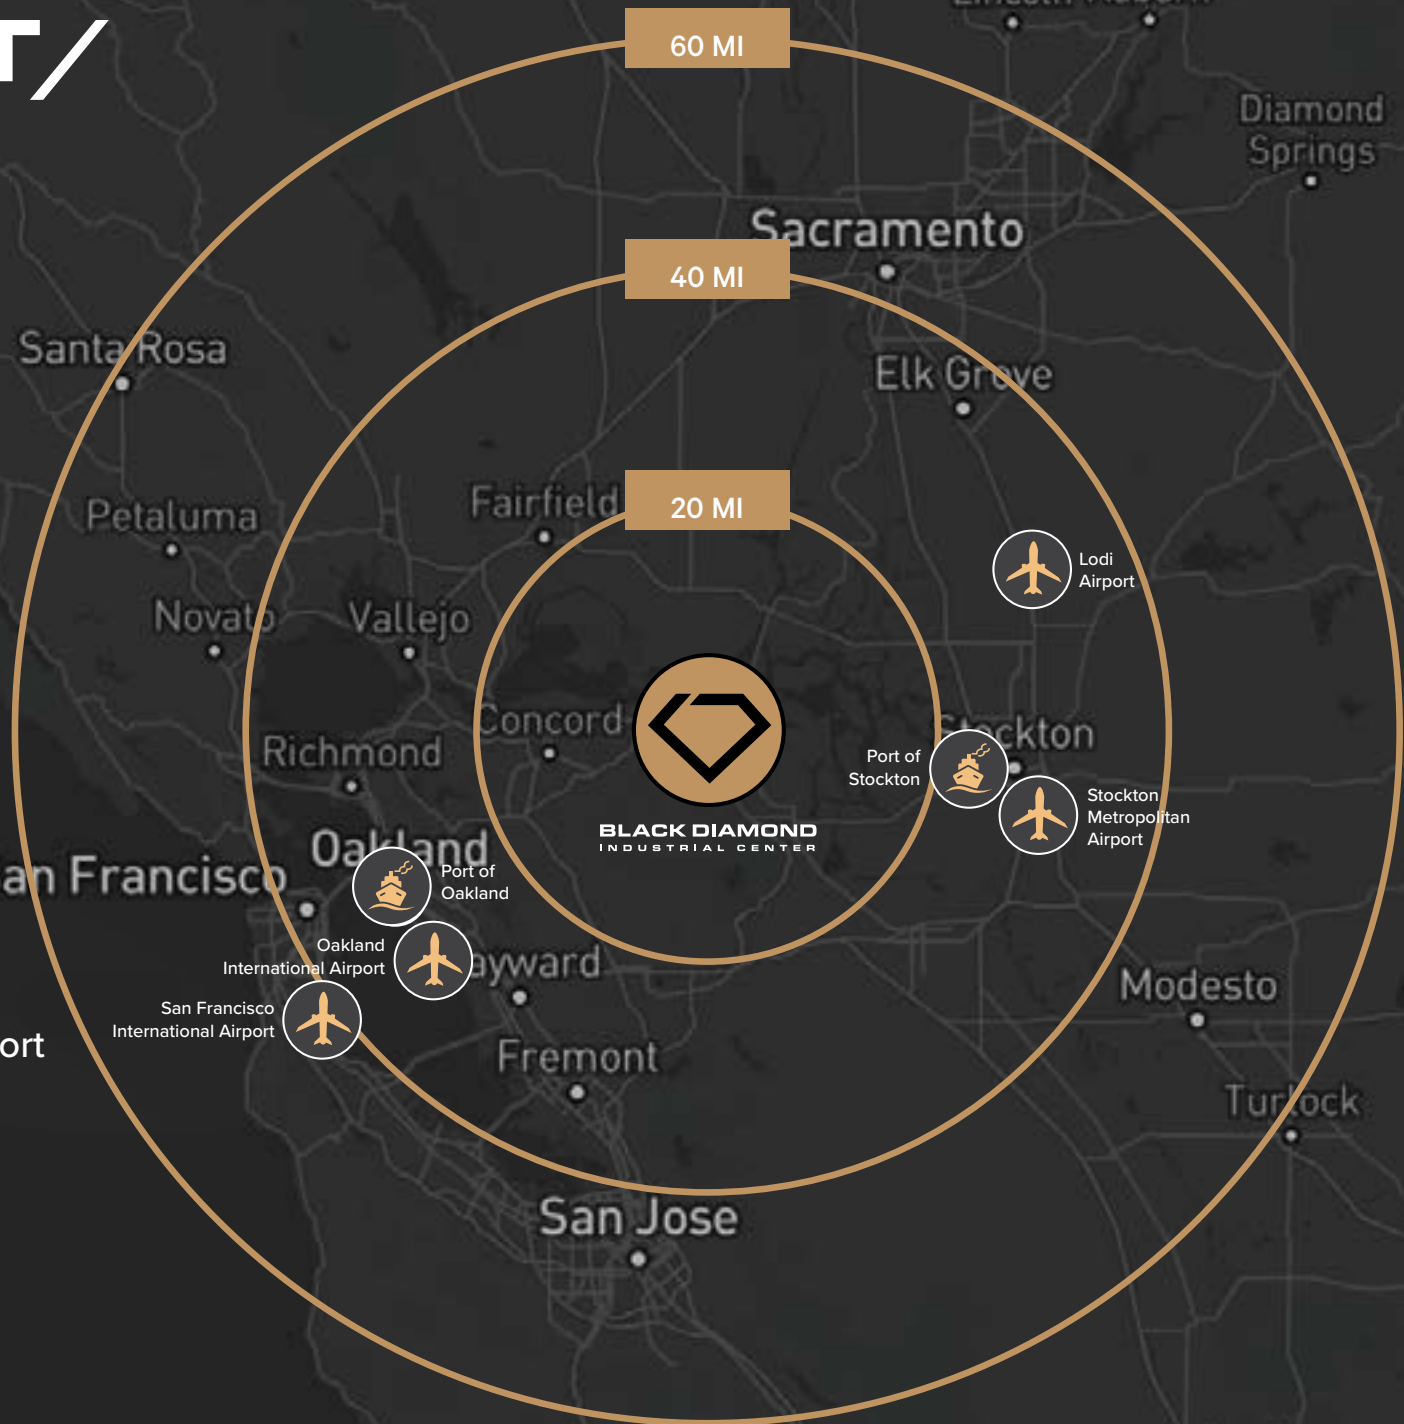 60 MI
Diamond
Springs
Sacramento
40 MI
Santa Rosa
Elk Grove
20 MI
Fairfield
Petaluma
Lodi
Airport
Novato
Vallejo
Concord
Stockton
Richmond
Port of
Stockton
Stockton
Metropolitan
Airport
BLACK DIAMOND
INDUSTRIAL CENTER
Oakland
an Francisco
Port of
Oakland
Oakland
International Airport
ayward
San Francisco
International Airport
Modesto
ort
Fremont
Turlock
San Jose